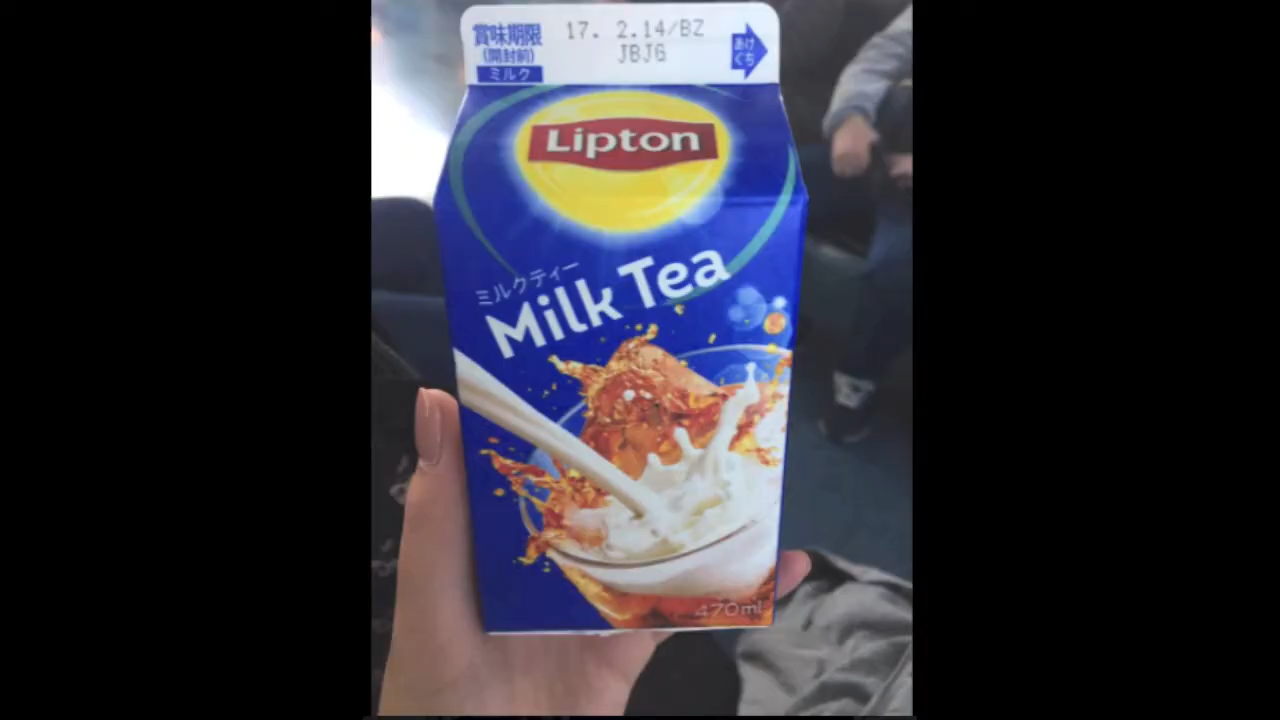 賞味期限
(開封前)
ミルク
17. 2.14/BZ
JBJG
あけ
ぐち
Lipton
ミルクティー
Milk Tea
470ml